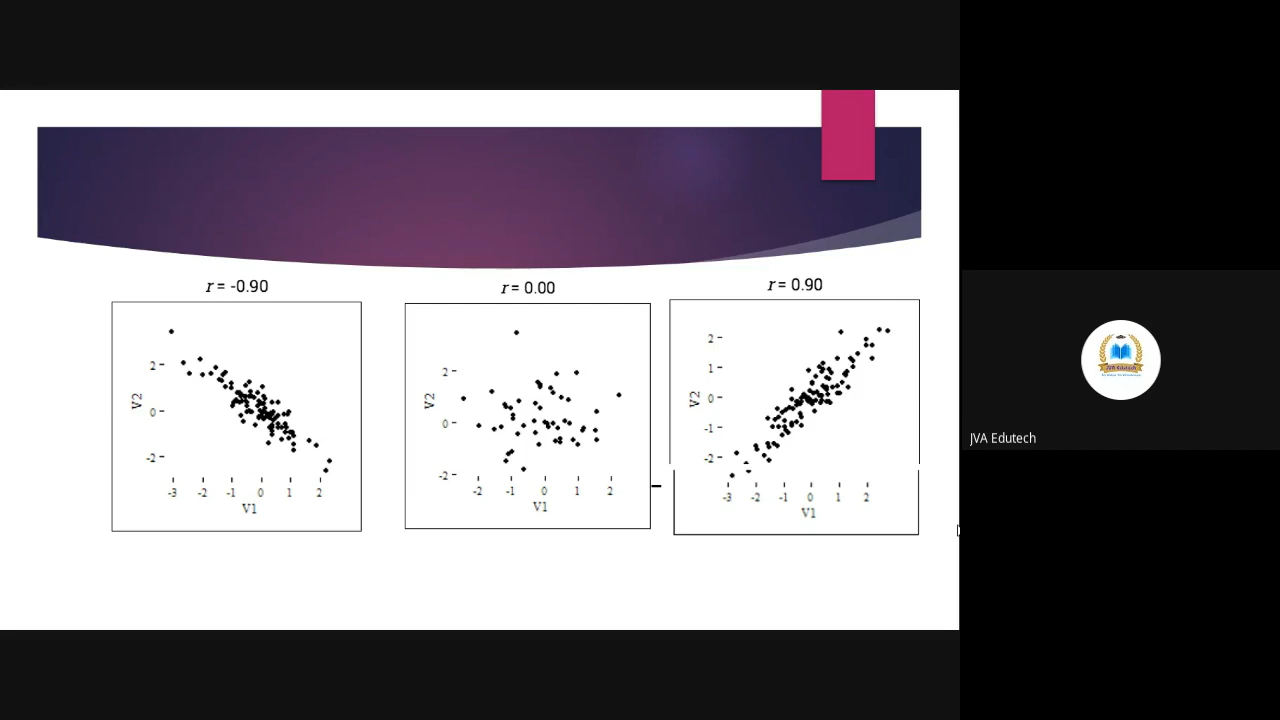 r = -0.90
r = 0.00
r = 0.90
V2
2
0
-2
-3 -2 -1 0 1 2
V1
V2
2
0
-2
-2 -1 0 1 2
V1
V2
2
1
0
-1
-2
-3 -2 -1 0 1 2
V1
JVA Edutech